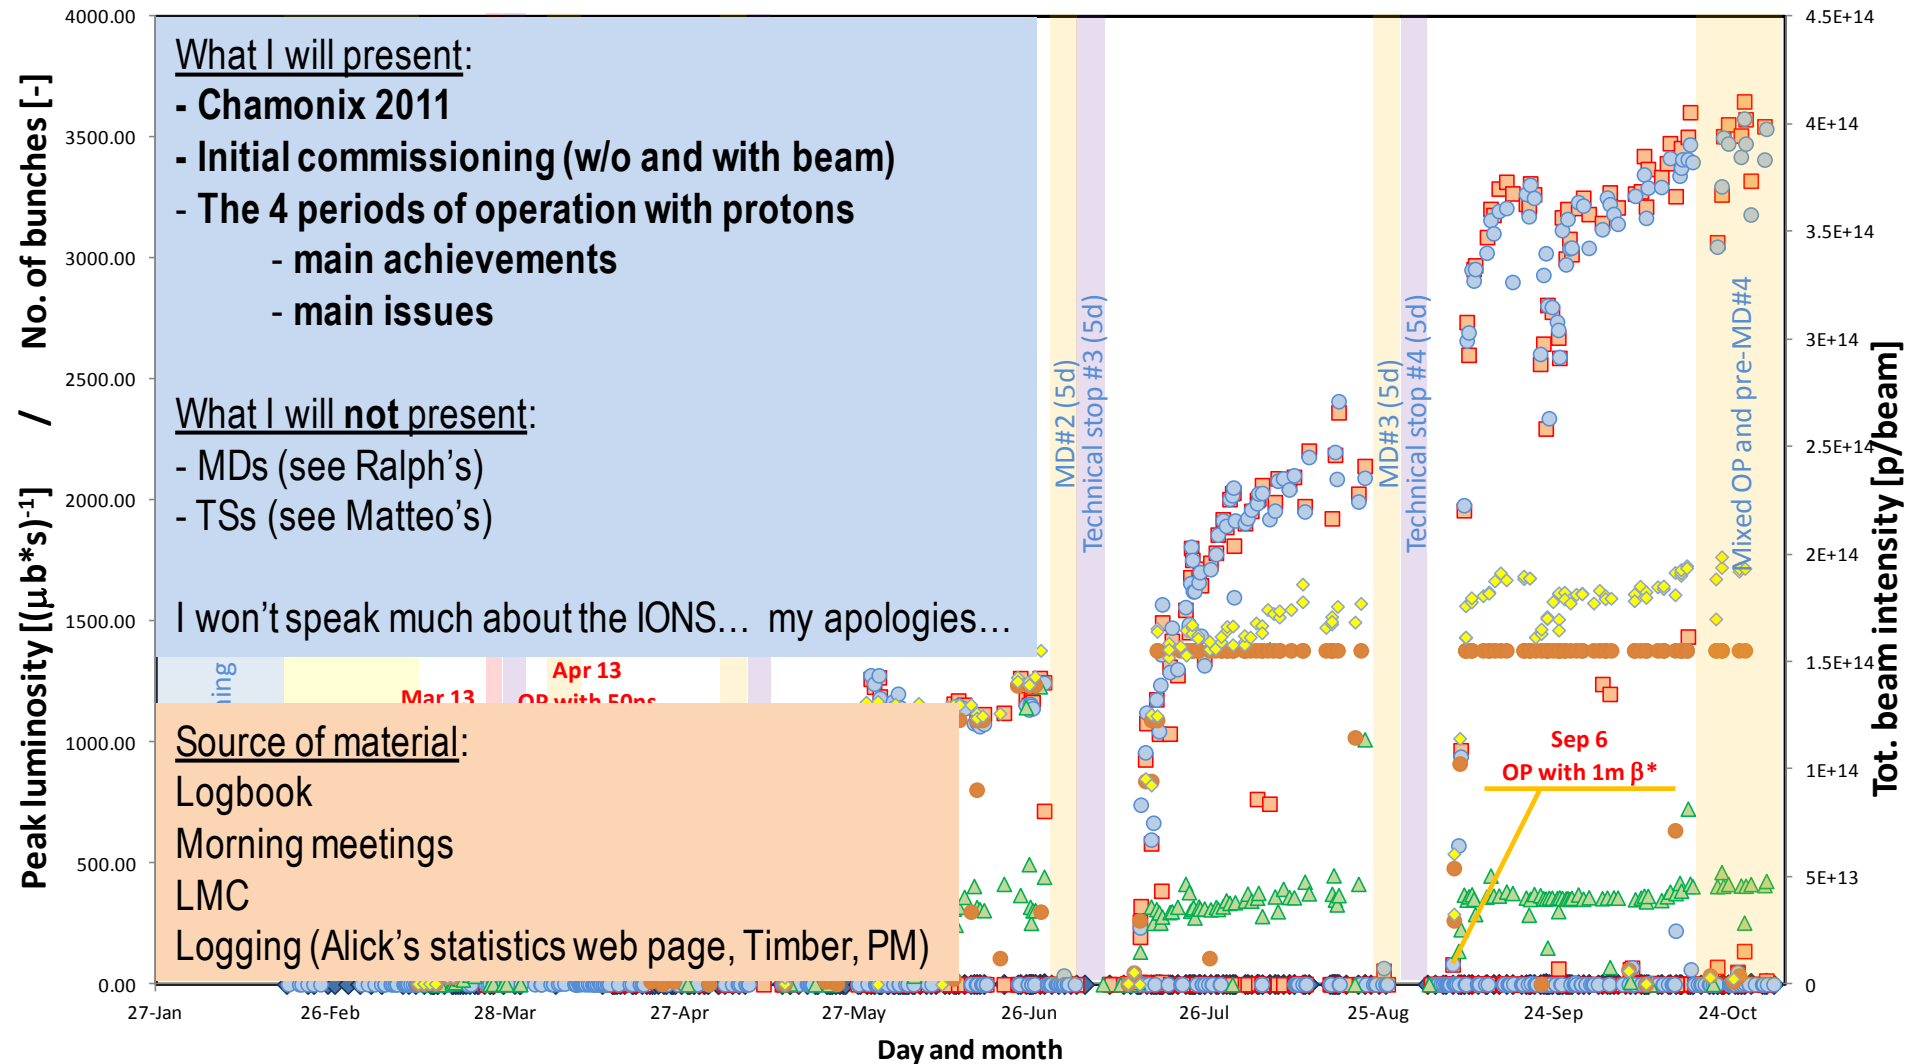 What I will present:
- Chamonix 2011
- Initial commissioning (w/o and with beam)
- The 4 periods of operation with protons
- main achievements
- main issues
What I will not present:
- MDs (see Ralph's)
- TSs (see Matteo's)
I won't speak much about the IONS... my apologies...
Source of material:
Logbook
Morning meetings
LMC
Logging (Alick's statistics web page, Timber, PM)
Peak luminosity [(μb*s)-1] / No. of bunches [-]
4000.00
3500.00
3000.00
2500.00
2000.00
1500.00
1000.00
500.00
0.00
ning
Mar 13
Apr 13
OP with 50ns
MD#2 (5d)
Technical stop #3 (5d)
MD#3 (5d)
Technical stop #4 (5d)
Mixed OP and pre-MD#4
Sep 6
OP with 1m β*
4.5E+14
4E+14
3.5E+14
3E+14
2.5E+14
2E+14
1.5E+14
1E+14
5E+13
0
Tot. beam intensity [p/beam]
27-Jan
26-Feb
28-Mar
27-Apr
27-May
26-Jun
26-Jul
25-Aug
24-Sep
24-Oct
Day and month